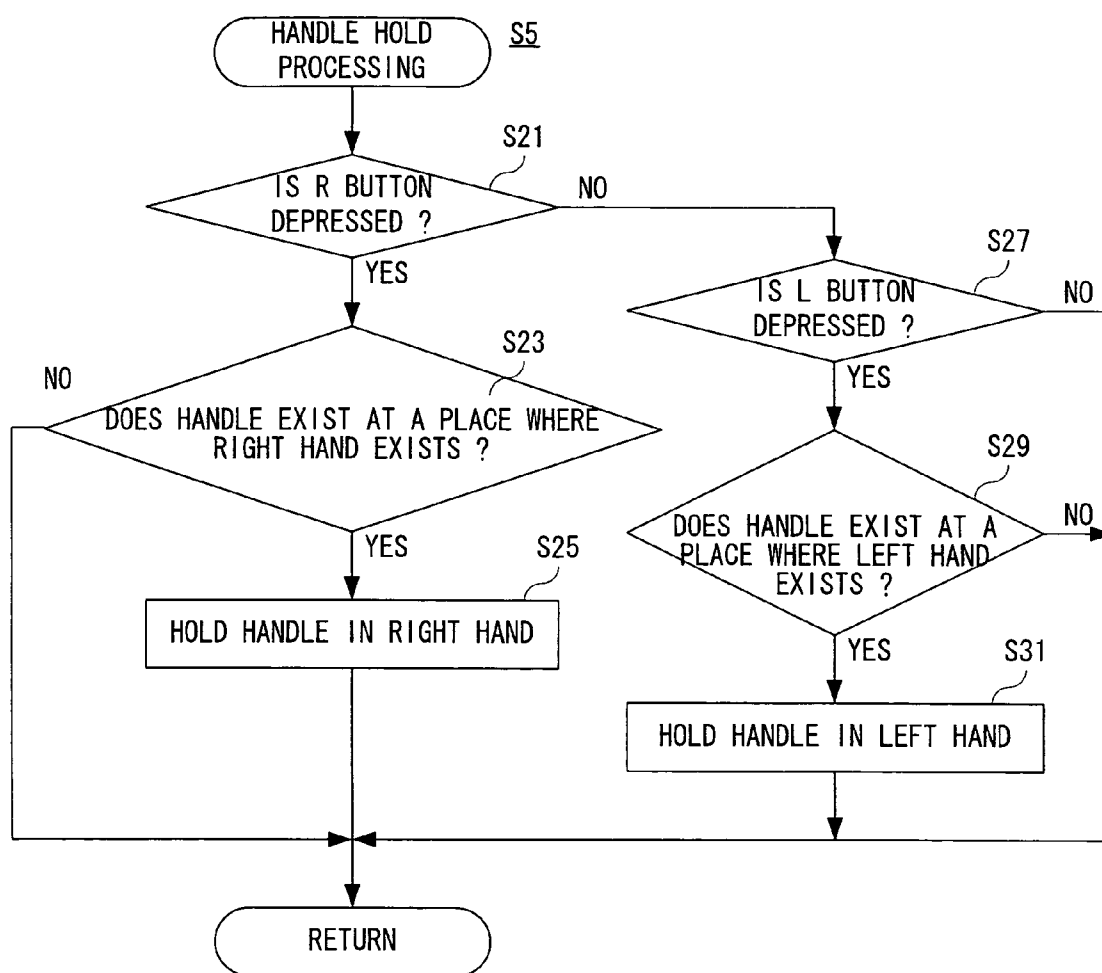 HANDLE HOLD
PROCESSING
S5
S21
IS R BUTTON
DEPRESSED ?
NO
YES
S27
IS L BUTTON
DEPRESSED ?
NO
YES
S23
NO
DOES HANDLE EXIST AT A PLACE WHERE
RIGHT HAND EXISTS ?
YES
S29
DOES HANDLE EXIST AT A
PLACE WHERE LEFT HAND
EXISTS ?
NO
YES
S25
HOLD HANDLE IN RIGHT HAND
S31
HOLD HANDLE IN LEFT HAND
RETURN